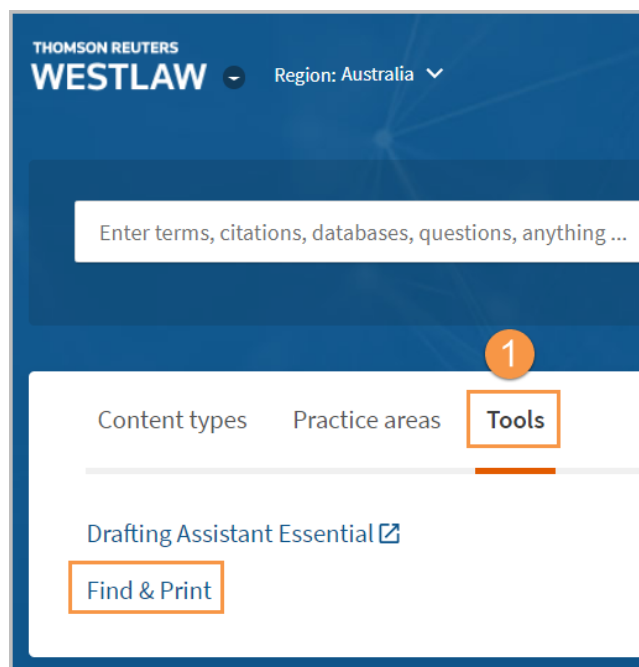 THOMSON REUTERS
WESTLAW Region: Australia
Enter terms, citations, databases, questions, anything ...
1
Content types Practice areas Tools
Drafting Assistant Essential
Find & Print